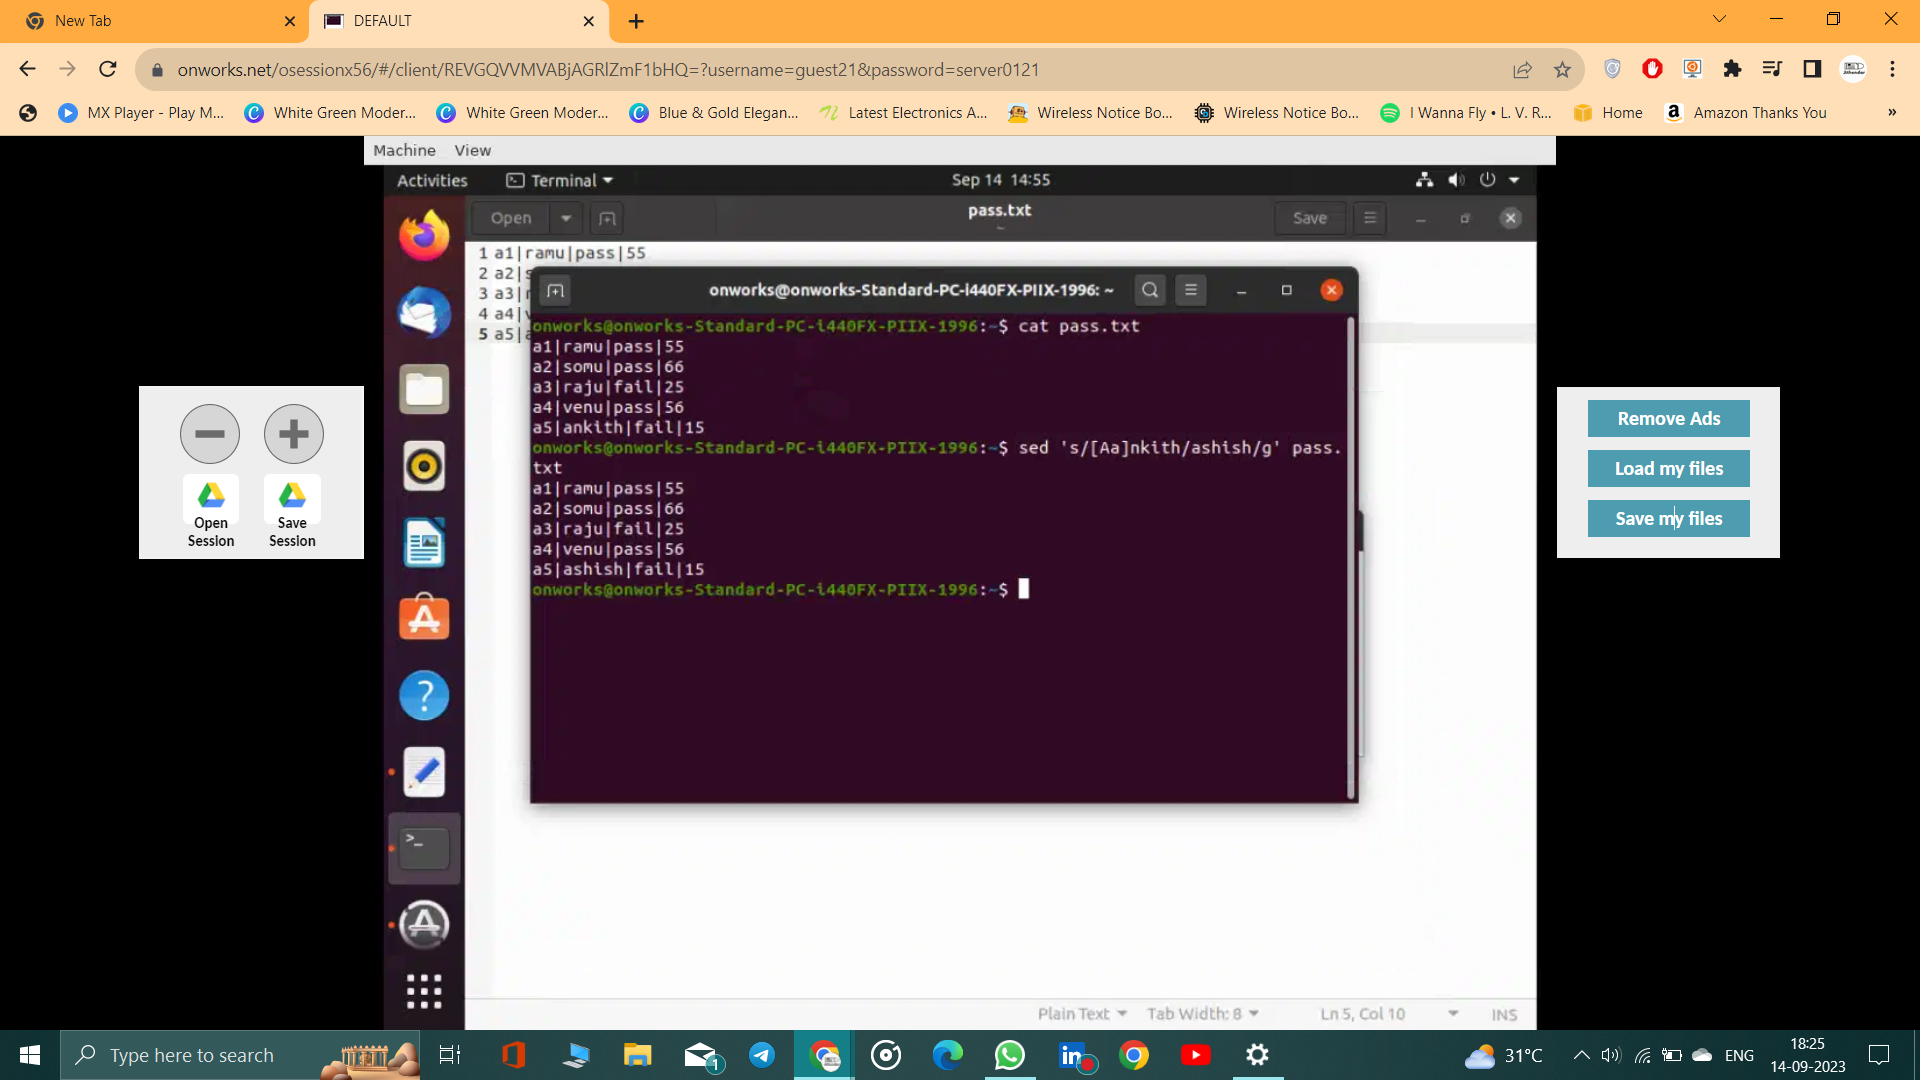 New Tab
DEFAULT
onworks.net/osessionx56/#/client/REVGQVVMVABjAGRlZmF1bHQ=?username=guest21&password=server0121
MX Player - Play M...
White Green Moder...
White Green Moder...
Blue & Gold Elegan...
Latest Electronics A...
Wireless Notice Bo...
Wireless Notice Bo...
I Wanna Fly • L. V. R...
Home
Amazon Thanks You
»
Machine View
Activities Terminal Sep 14 14:55
Open pass.txt Save
1 a1|ramu|pass|55
2 a2|s
3 a3|r
4 a4|v
5 a5|a
onworks@onworks-Standard-PC-i440FX-PIIX-1996: ~
onworks@onworks-Standard-PC-i440FX-PIIX-1996:~$ cat pass.txt
a1|ramu|pass|55
a2|somu|pass|66
a3|raju|fail|25
a4|venu|pass|56
a5|ankith|fail|15
onworks@onworks-Standard-PC-i440FX-PIIX-1996:~$ sed 's/[Aa]nkith/ashish/g' pass.
txt
a1|ramu|pass|55
a2|somu|pass|66
a3|raju|fail|25
a4|venu|pass|56
a5|ashish|fail|15
onworks@onworks-Standard-PC-i440FX-PIIX-1996:~$
Open
Session
Save
Session
Remove Ads
Load my files
Save my files
Plain Text Tab Width: 8 Ln 5, Col 10 INS
Type here to search
1
31°C
ENG
18:25
14-09-2023